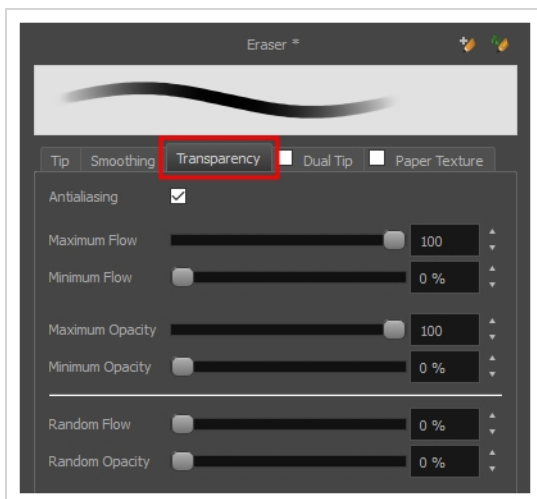 Eraser *
Tip Smoothing Transparency Dual Tip Paper Texture
Antialiasing
Maximum Flow 100
Minimum Flow 0 %
Maximum Opacity 100
Minimum Opacity 0 %
Random Flow 0 %
Random Opacity 0 %